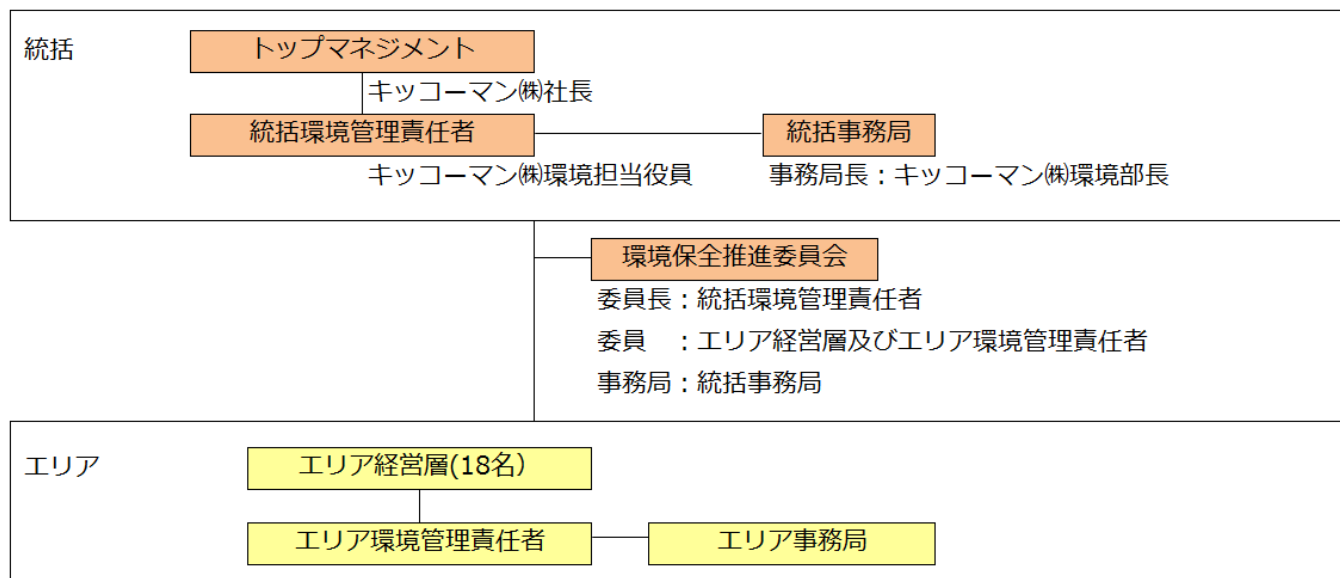 統括
トップマネジメント
キッコーマン㈱社長
統括環境管理責任者
統括事務局
キッコーマン㈱環境担当役員
事務局長：キッコーマン㈱環境部長
環境保全推進委員会
委員長：統括環境管理責任者
委員　：エリア経営層及びエリア環境管理責任者
事務局：統括事務局
エリア
エリア経営層(18名）
エリア環境管理責任者
エリア事務局